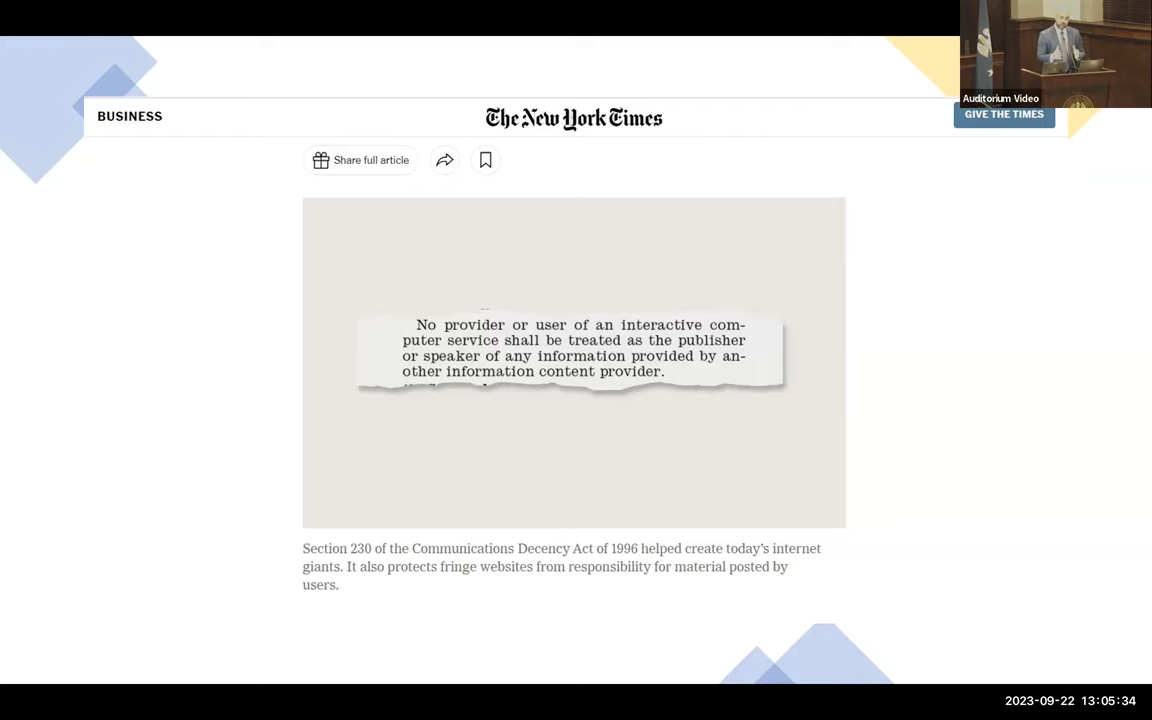 Auditorium Video
BUSINESS
The New York Times
GIVE THE TIMES
Share full article
No provider or user of an interactive com-
puter service shall be treated as the publisher
or speaker of any information provided by an-
other information content provider.
Section 230 of the Communications Decency Act of 1996 helped create today's internet
giants. It also protects fringe websites from responsibility for material posted by
users.
2023-09-22 13:05:34